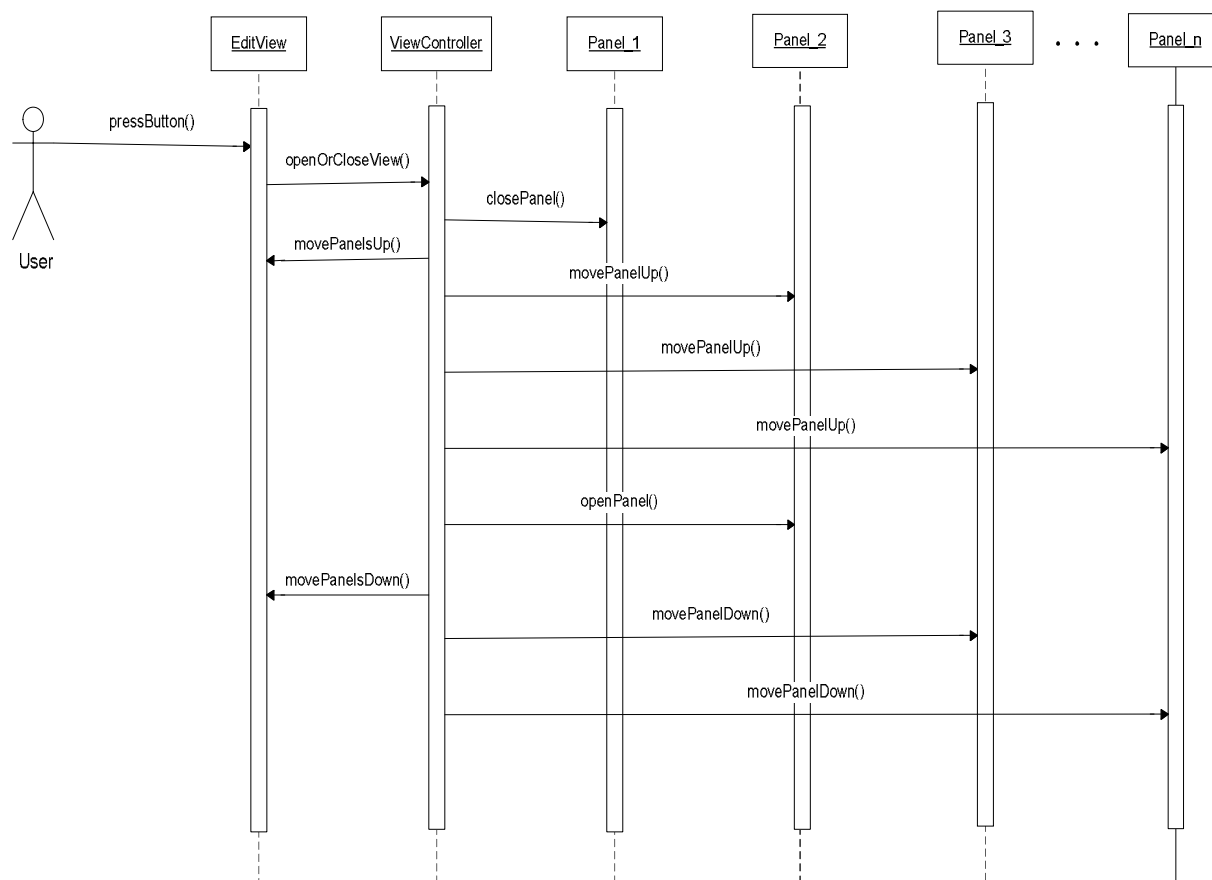 EditView
ViewController
Panel_1
Panel_2
Panel_3
. . .
Panel_n
pressButton()
openOrCloseView()
closePanel()
movePanelsUp()
User
movePanelUp()
movePanelUp()
movePanelUp()
openPanel()
movePanelsDown()
movePanelDown()
movePanelDown()